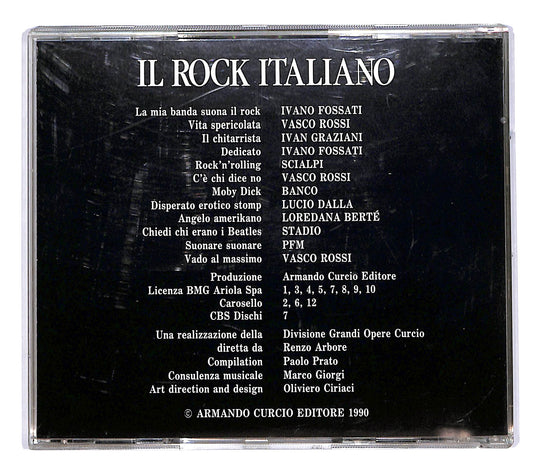 IL ROCK ITALIANO
La mia banda suona il rock IVANO FOSSATI
Vita spericolata VASCO ROSSI
Il chitarrista IVAN GRAZIANI
Dedicato IVANO FOSSATI
Rock'n'rolling SCIALPI
C'è chi dice no VASCO ROSSI
Moby Dick BANCO
Disperato erotico stomp LUCIO DALLA
Angelo amerikano LOREDANA BERTÉ
Chiedi chi erano i Beatles STADIO
Suonare suonare PFM
Vado al massimo VASCO ROSSI
Produzione Armando Curcio Editore
Licenza BMG Ariola Spa 1, 3, 4, 5, 7, 8, 9, 10
Carosello 2, 6, 12
CBS Dischi 7
Una realizzazione della Divisione Grandi Opere Curcio
diretta da Renzo Arbore
Compilation Paolo Prato
Consulenza musicale Marco Giorgi
Art direction and design Oliviero Ciriaci
© ARMANDO CURCIO EDITORE 1990